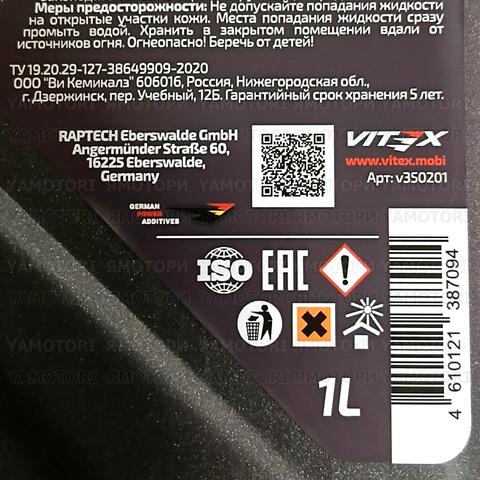 Меры предосторожности: Не допускайте попадания жидкости
на открытые участки кожи. Места попадания жидкости сразу
промыть водой. Хранить в закрытом помещении вдали от
источников огня. Огнеопасно! Беречь от детей!
ТУ 19.20.29-127-38649909-2020
ООО "Ви Кемикалз" 606016, Россия, Нижегородская обл.,
г. Дзержинск, пер. Учебный, 12Б. Гарантийный срок хранения 5 лет.
RAPTECH Eberswalde GmbH
Angermünder Straße 60,
16225 Eberswalde,
Germany
VITEX
www.vitex.mobi
Арт: v350201
GERMAN
POWER
ADDITIVES
ISO
EAC
1L
4 610121 387094
YAMOTORI ЯМОТОРИ YAMOTORI